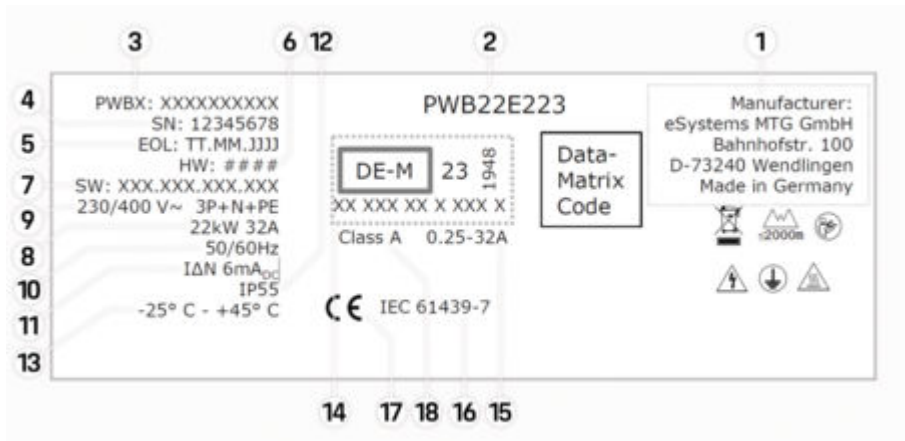 3
6 12
2
1
4
5
7
9
8
10
11
13
PWBX: XXXXXXXXXX
SN: 12345678
EOL: TT.MM.JJJJ
HW: ####
SW: XXX.XXX.XXX.XXX
230/400 V~ 3P+N+PE
22kW 32A
50/60Hz
IΔN 6mADC
IP55
-25° C - +45° C
PWB22E223
DE-M 23 1948
XX XXX XX X XXX X
Class A 0.25-32A
CE IEC 61439-7
Data-
Matrix
Code
Manufacturer:
eSystems MTG GmbH
Bahnhofstr. 100
D-73240 Wendlingen
Made in Germany
≤2000m
14
17
18
16
15